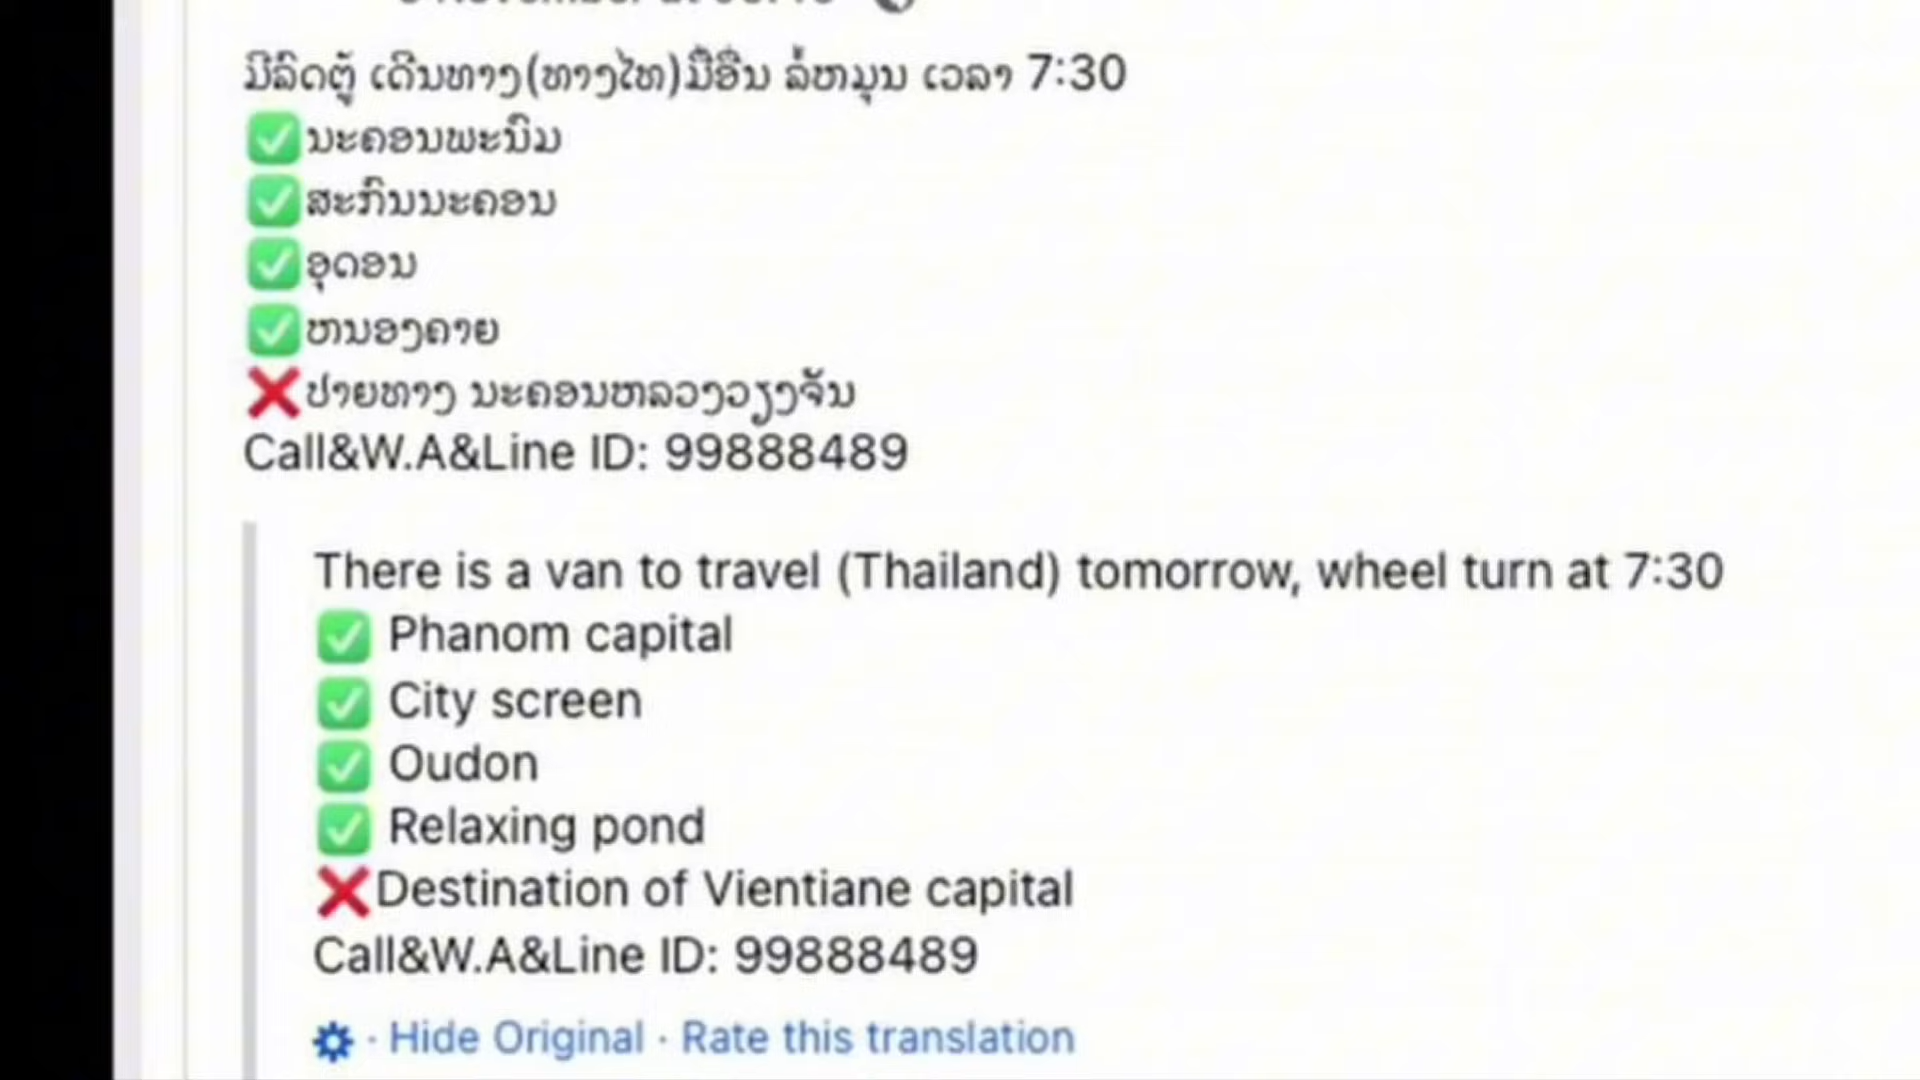 ມີລົດຕູ້ ເດີນທາງ(ທາງໄທ)ມື້ອື່ນ ລໍ້ຫມຸນ ເວລາ 7:30
✅ນະຄອນພະນົມ
✅ສະກົນນະຄອນ
✅ອຸດອນ
✅ຫນອງຄາຍ
❌ປາຍທາງ ນະຄອນຫລວງວຽງຈັນ
Call&W.A&Line ID: 99888489
There is a van to travel (Thailand) tomorrow, wheel turn at 7:30
✅ Phanom capital
✅ City screen
✅ Oudon
✅ Relaxing pond
❌Destination of Vientiane capital
Call&W.A&Line ID: 99888489
· Hide Original · Rate this translation